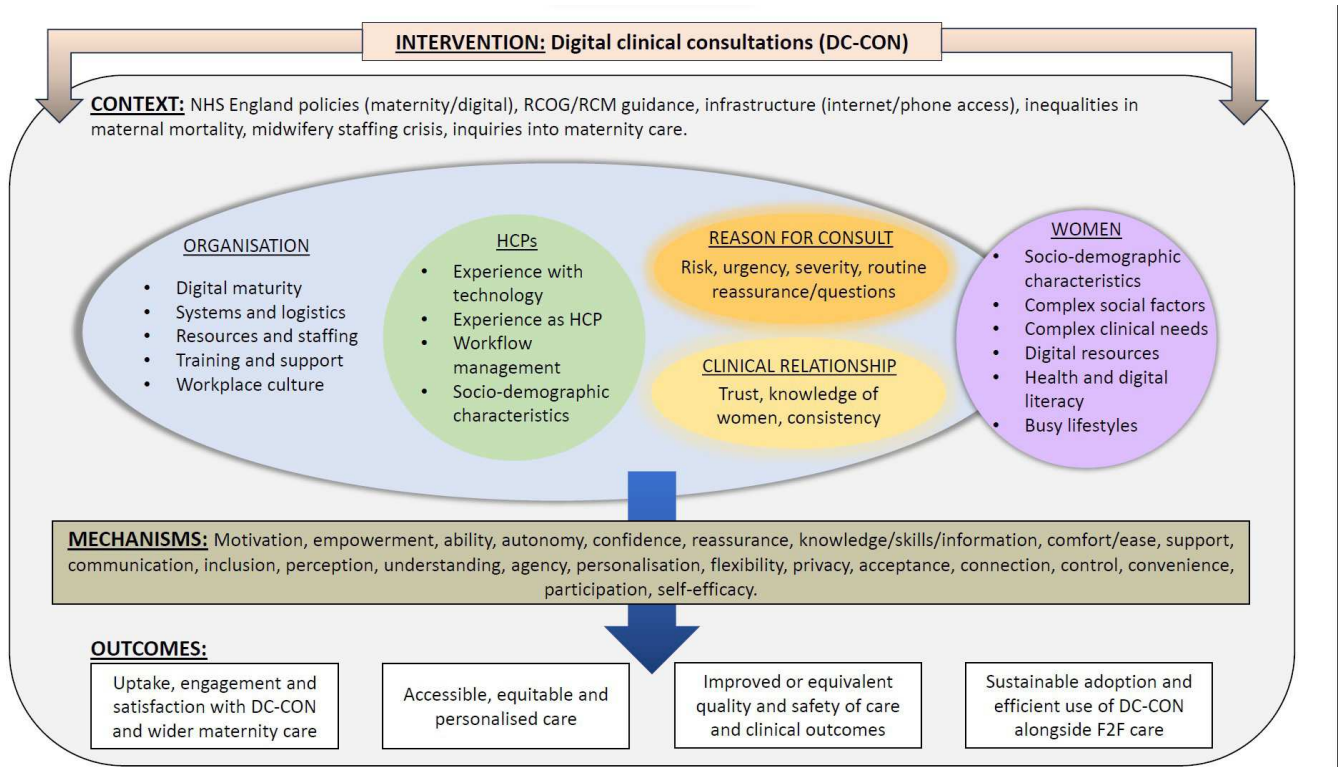 INTERVENTION: Digital clinical consultations (DC-CON)
CONTEXT: NHS England policies (maternity/digital), RCOG/RCM guidance, infrastructure (internet/phone access), inequalities in
maternal mortality, midwifery staffing crisis, inquiries into maternity care.
ORGANISATION
• Digital maturity
• Systems and logistics
• Resources and staffing
• Training and support
• Workplace culture
HCPs
• Experience with
technology
• Experience as HCP
• Workflow
management
• Socio-demographic
characteristics
REASON FOR CONSULT
Risk, urgency, severity, routine
reassurance/questions
CLINICAL RELATIONSHIP
Trust, knowledge of
women, consistency
WOMEN
• Socio-demographic
characteristics
• Complex social factors
• Complex clinical needs
• Digital resources
• Health and digital
literacy
• Busy lifestyles
MECHANISMS: Motivation, empowerment, ability, autonomy, confidence, reassurance, knowledge/skills/information, comfort/ease, support,
communication, inclusion, perception, understanding, agency, personalisation, flexibility, privacy, acceptance, connection, control, convenience,
participation, self-efficacy.
OUTCOMES:
Uptake, engagement and
satisfaction with DC-CON
and wider maternity care
Accessible, equitable and
personalised care
Improved or equivalent
quality and safety of care
and clinical outcomes
Sustainable adoption and
efficient use of DC-CON
alongside F2F care